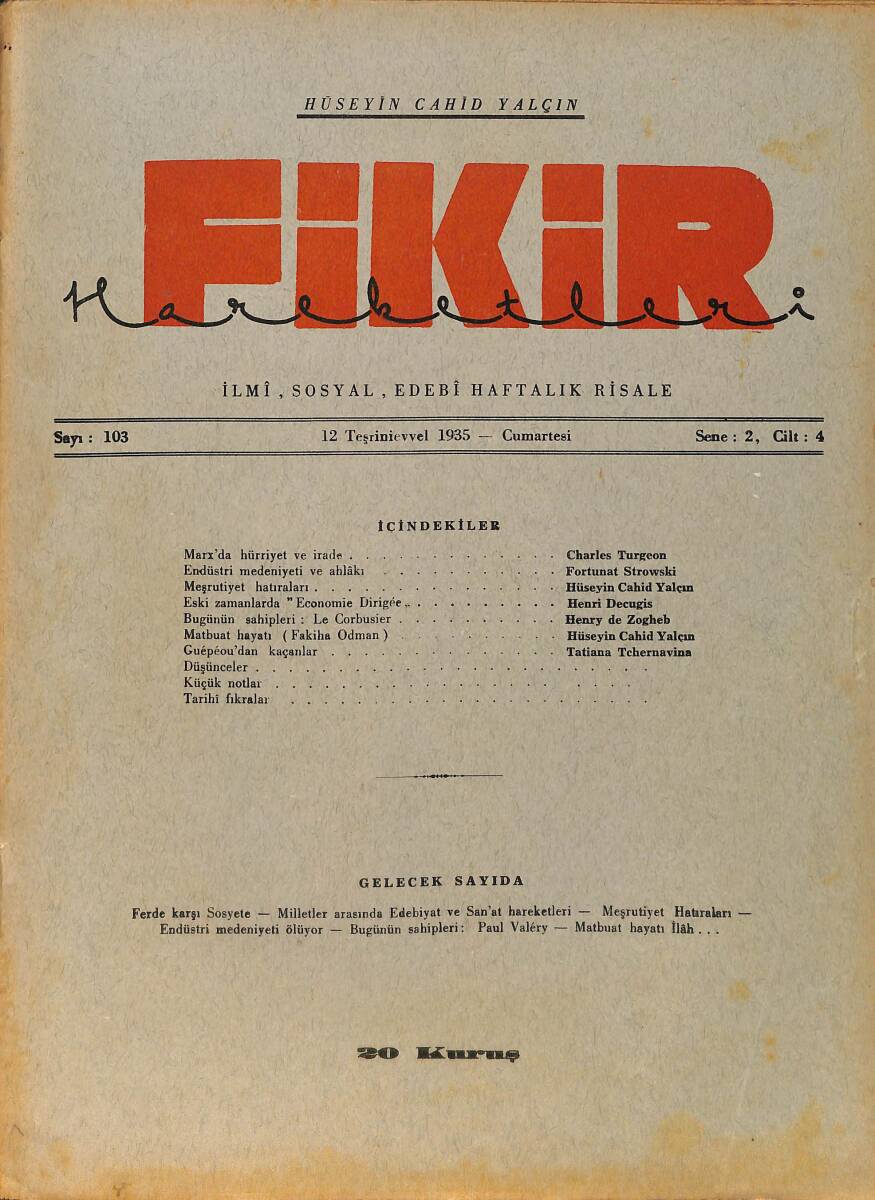 HÜSEYİN CAHİD YALÇIN
FİKİR
Hareketleri
İLMÎ, SOSYAL, EDEBÎ HAFTALIK RİSALE
Sayı : 103 12 Teşrinievvel 1935 — Cumartesi Sene : 2, Cilt : 4
İÇİNDEKİLER
Marx'da hürriyet ve irade . . . . . . . . . . . . . Charles Turgeon
Endüstri medeniyeti ve ahlâkı . . . . . . . . . . Fortunat Strowski
Meşrutiyet hatıraları . . . . . . . . . . . . . . . Hüseyin Cahid Yalçın
Eski zamanlarda "Economie Dirigée„ . . . . . . . . . Henri Decugis
Bugünün sahipleri : Le Corbusier . . . . . . . . . Henry de Zogheb
Matbuat hayatı ( Fakiha Odman ) . . . . . . . . . Hüseyin Cahid Yalçın
Guépéou'dan kaçanlar . . . . . . . . . . . . . Tatiana Tchernavina
Düşünceler . . . . . . . . . . . . . . . . . . . . . .
Küçük notlar . . . . . . . . . . . . . . . . . . . .
Tarihî fıkralar . . . . . . . . . . . . . . . . . . . .
GELECEK SAYIDA
Ferde karşı Sosyete — Milletler arasında Edebiyat ve San'at hareketleri — Meşrutiyet Hatıraları —
Endüstri medeniyeti ölüyor — Bugünün sahipleri : Paul Valéry — Matbuat hayatı İlâh . . .
20 Kuruş